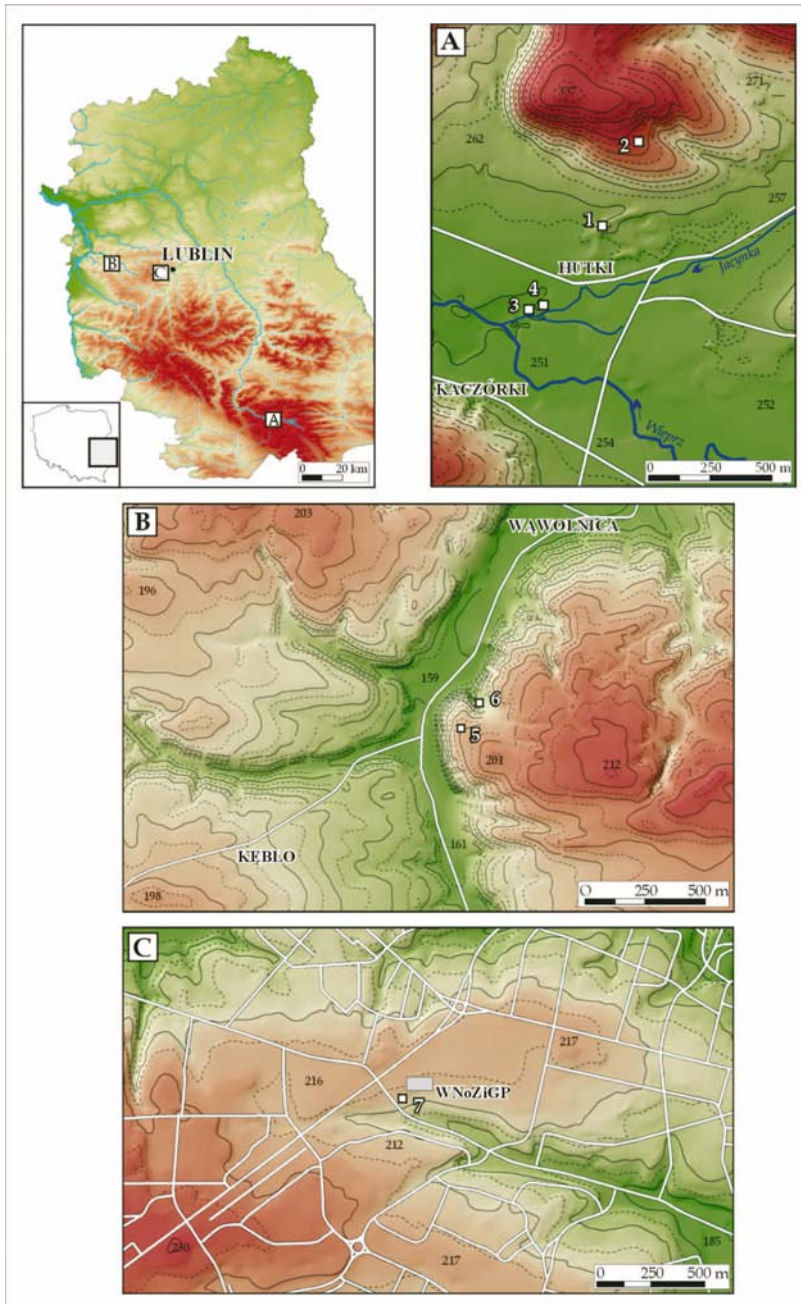 LUBLIN
B
C
A
0 20 km
A
337
271
262
2
257
1
HUTKI
Jacynka
4
3
251
KACZÓRKI
252
254
Wieprz
0 250 500 m
B
203
WĄWOLNICA
196
159
6
5
201
212
KĘBŁO
161
198
0 250 500 m
C
217
216
WNoZiGP
7
212
230
217
185
0 250 500 m